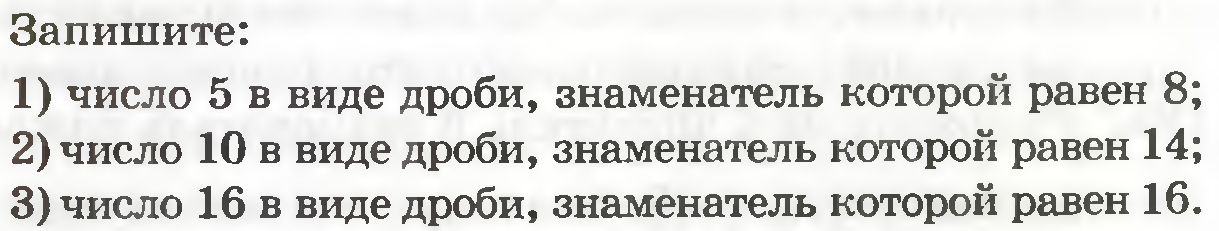 Запишите:
1) число 5 в виде дроби, знаменатель которой равен 8;
2) число 10 в виде дроби, знаменатель которой равен 14;
3) число 16 в виде дроби, знаменатель которой равен 16.